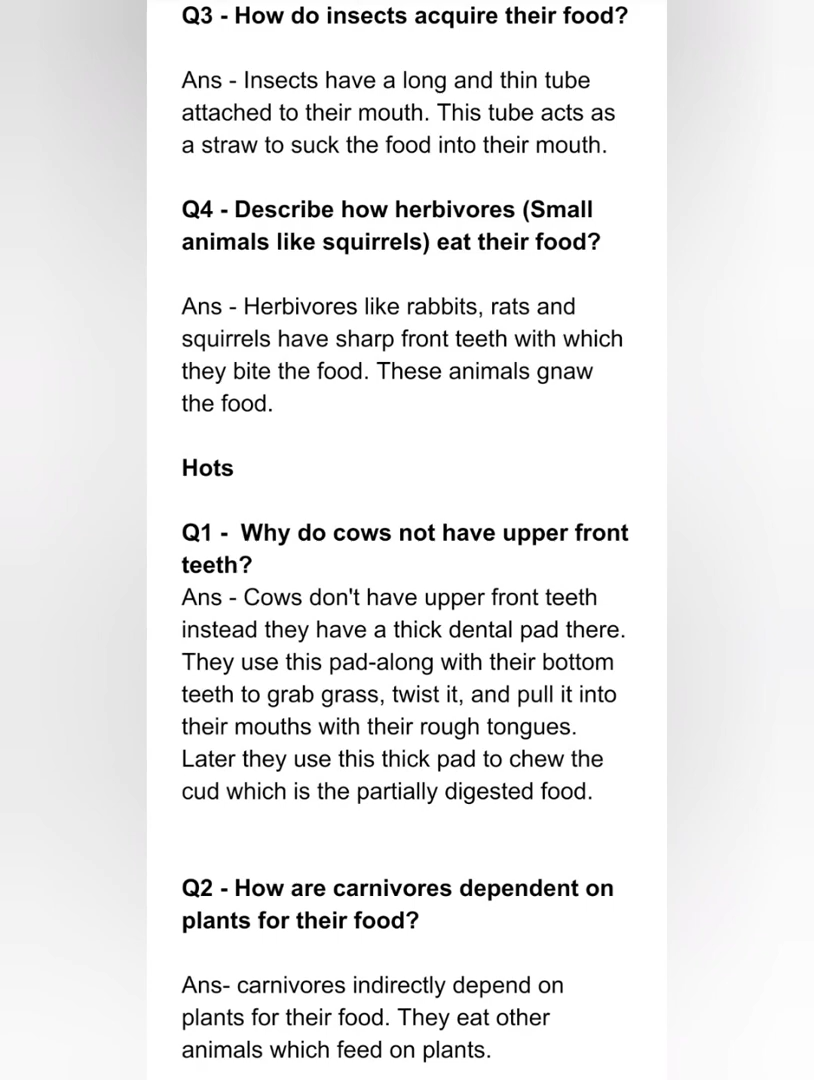 Q3 - How do insects acquire their food?
Ans - Insects have a long and thin tube
attached to their mouth. This tube acts as
a straw to suck the food into their mouth.
Q4 - Describe how herbivores (Small
animals like squirrels) eat their food?
Ans - Herbivores like rabbits, rats and
squirrels have sharp front teeth with which
they bite the food. These animals gnaw
the food.
Hots
Q1 -  Why do cows not have upper front
teeth?
Ans - Cows don't have upper front teeth
instead they have a thick dental pad there.
They use this pad-along with their bottom
teeth to grab grass, twist it, and pull it into
their mouths with their rough tongues.
Later they use this thick pad to chew the
cud which is the partially digested food.
Q2 - How are carnivores dependent on
plants for their food?
Ans- carnivores indirectly depend on
plants for their food. They eat other
animals which feed on plants.